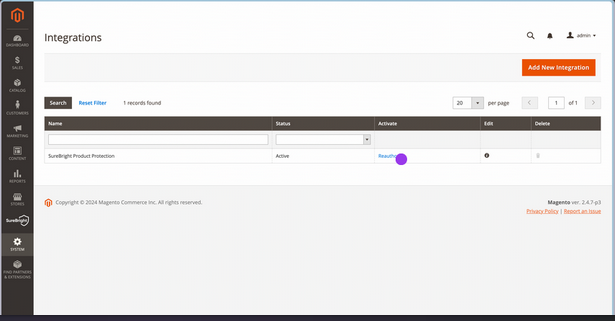 Integrations
admin
Add New Integration
Search
Reset Filter
1 records found
20
per page
1
of 1
Name
Status
Activate
Edit
Delete
SureBright Product Protection
Active
Copyright © 2024 Magento Commerce Inc. All rights reserved.
Magento ver. 2.4.7-p3
Privacy Policy | Report an Issue
DASHBOARD
SALES
CATALOG
CUSTOMERS
MARKETING
CONTENT
REPORTS
STORES
SureBright
SYSTEM
FIND PARTNERS
& EXTENSIONS